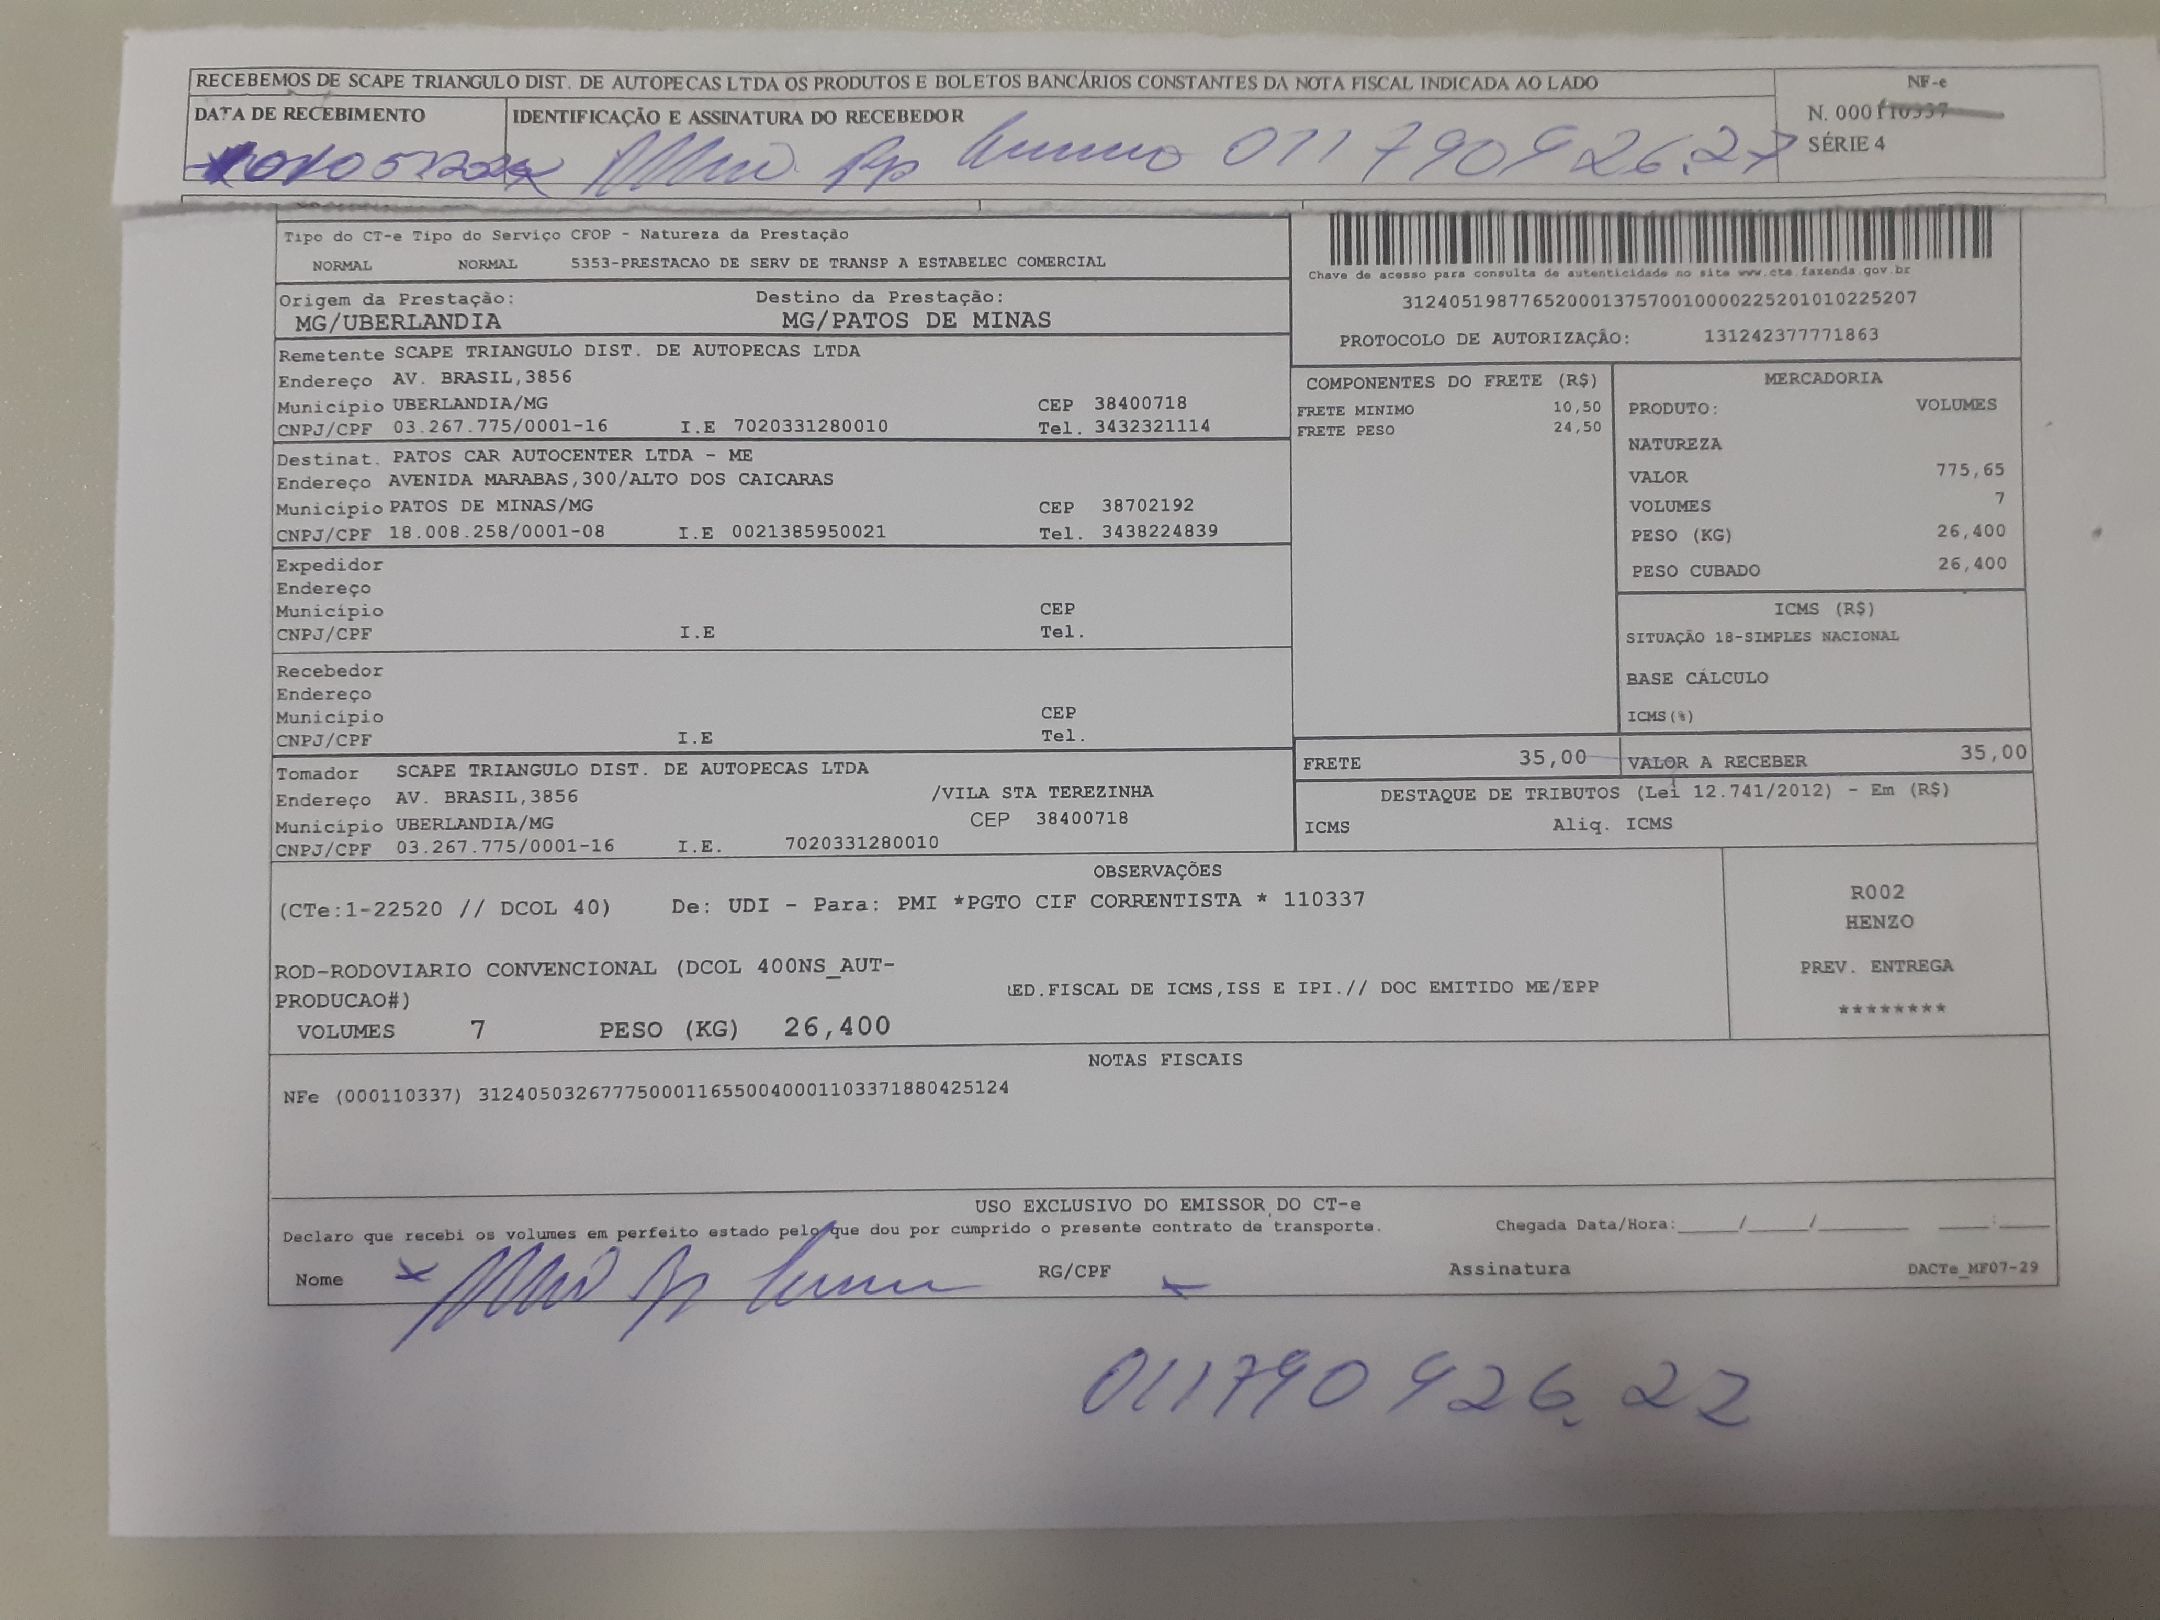 RECEBEMOS DE SCAPE TRIANGULO DIST. DE AUTOPECAS LTDA OS PRODUTOS E BOLETOS BANCÁRIOS CONSTANTES DA NOTA FISCAL INDICADA AO LADO
NF-e
DATA DE RECEBIMENTO IDENTIFICAÇÃO E ASSINATURA DO RECEBEDOR
N. 000110337
SÉRIE 4
011790926.27
Tipo do CT-e Tipo do Serviço CFOP - Natureza da Prestação
NORMAL NORMAL 5353-PRESTACAO DE SERV DE TRANSP A ESTABELEC COMERCIAL
Chave de acesso para consulta de autenticidade no site www.cte.fazenda.gov.br
31240519877652000137570010000225201010225207
PROTOCOLO DE AUTORIZAÇÃO: 131242377771863
Origem da Prestação: Destino da Prestação:
MG/UBERLANDIA MG/PATOS DE MINAS
Remetente SCAPE TRIANGULO DIST. DE AUTOPECAS LTDA
Endereço AV. BRASIL,3856
Município UBERLANDIA/MG CEP 38400718
CNPJ/CPF 03.267.775/0001-16 I.E 7020331280010 Tel. 3432321114
Destinat. PATOS CAR AUTOCENTER LTDA - ME
Endereço AVENIDA MARABAS,300/ALTO DOS CAICARAS
Município PATOS DE MINAS/MG CEP 38702192
CNPJ/CPF 18.008.258/0001-08 I.E 0021385950021 Tel. 3438224839
Expedidor
Endereço
Município CEP
CNPJ/CPF I.E Tel.
Recebedor
Endereço
Município CEP
CNPJ/CPF I.E Tel.
COMPONENTES DO FRETE (R$)
FRETE MINIMO 10,50
FRETE PESO 24,50
MERCADORIA
PRODUTO: VOLUMES
NATUREZA
VALOR 775,65
VOLUMES 7
PESO (KG) 26,400
PESO CUBADO 26,400
ICMS (R$)
SITUAÇÃO 18-SIMPLES NACIONAL
BASE CÁLCULO
ICMS(%)
FRETE 35,00 VALOR A RECEBER 35,00
Tomador SCAPE TRIANGULO DIST. DE AUTOPECAS LTDA
Endereço AV. BRASIL,3856 /VILA STA TEREZINHA
Município UBERLANDIA/MG CEP 38400718
CNPJ/CPF 03.267.775/0001-16 I.E. 7020331280010
DESTAQUE DE TRIBUTOS (Lei 12.741/2012) - Em (R$)
ICMS Aliq. ICMS
OBSERVAÇÕES
(CTe:1-22520 // DCOL 40) De: UDI - Para: PMI *PGTO CIF CORRENTISTA * 110337
ROD-RODOVIARIO CONVENCIONAL (DCOL 400NS_AUT-
PRODUCAO#)
ED.FISCAL DE ICMS,ISS E IPI.// DOC EMITIDO ME/EPP
VOLUMES 7 PESO (KG) 26,400
R002
HENZO
PREV. ENTREGA
********
NOTAS FISCAIS
NFe (000110337) 31240503267775000116550040001103371880425124
USO EXCLUSIVO DO EMISSOR DO CT-e
Declaro que recebi os volumes em perfeito estado pelo que dou por cumprido o presente contrato de transporte. Chegada Data/Hora:_____/_____/_______ ____:____
Nome RG/CPF Assinatura DACTe_MF07-29
011790926.27